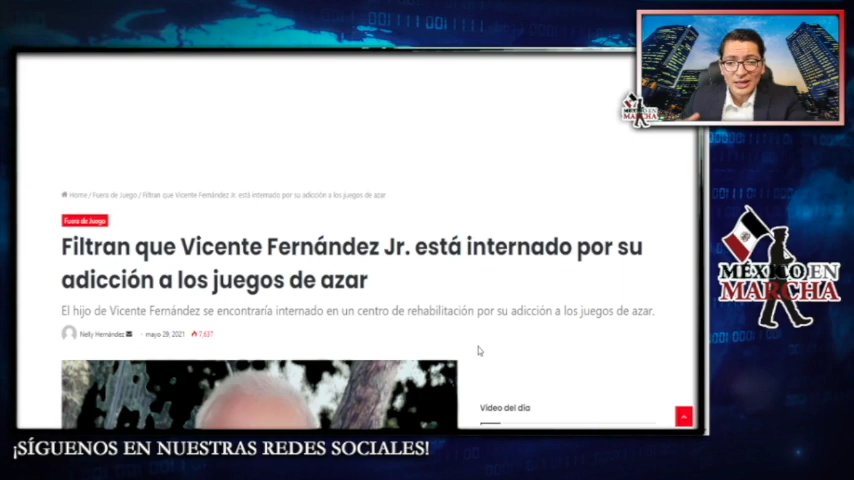 Home / Fuera de Juego / Filtran que Vicente Fernández Jr. está internado por su adicción a los juegos de azar
Fuera de Juego
Filtran que Vicente Fernández Jr. está internado por su
adicción a los juegos de azar
El hijo de Vicente Fernández se encontraría internado en un centro de rehabilitación por su adicción a los juegos de azar.
Nelly Hernández - mayo 29, 2021 7,637
Video del día
MÉXICO EN
MARCHA
MÉXICO EN
MARCHA
¡SÍGUENOS EN NUESTRAS REDES SOCIALES!